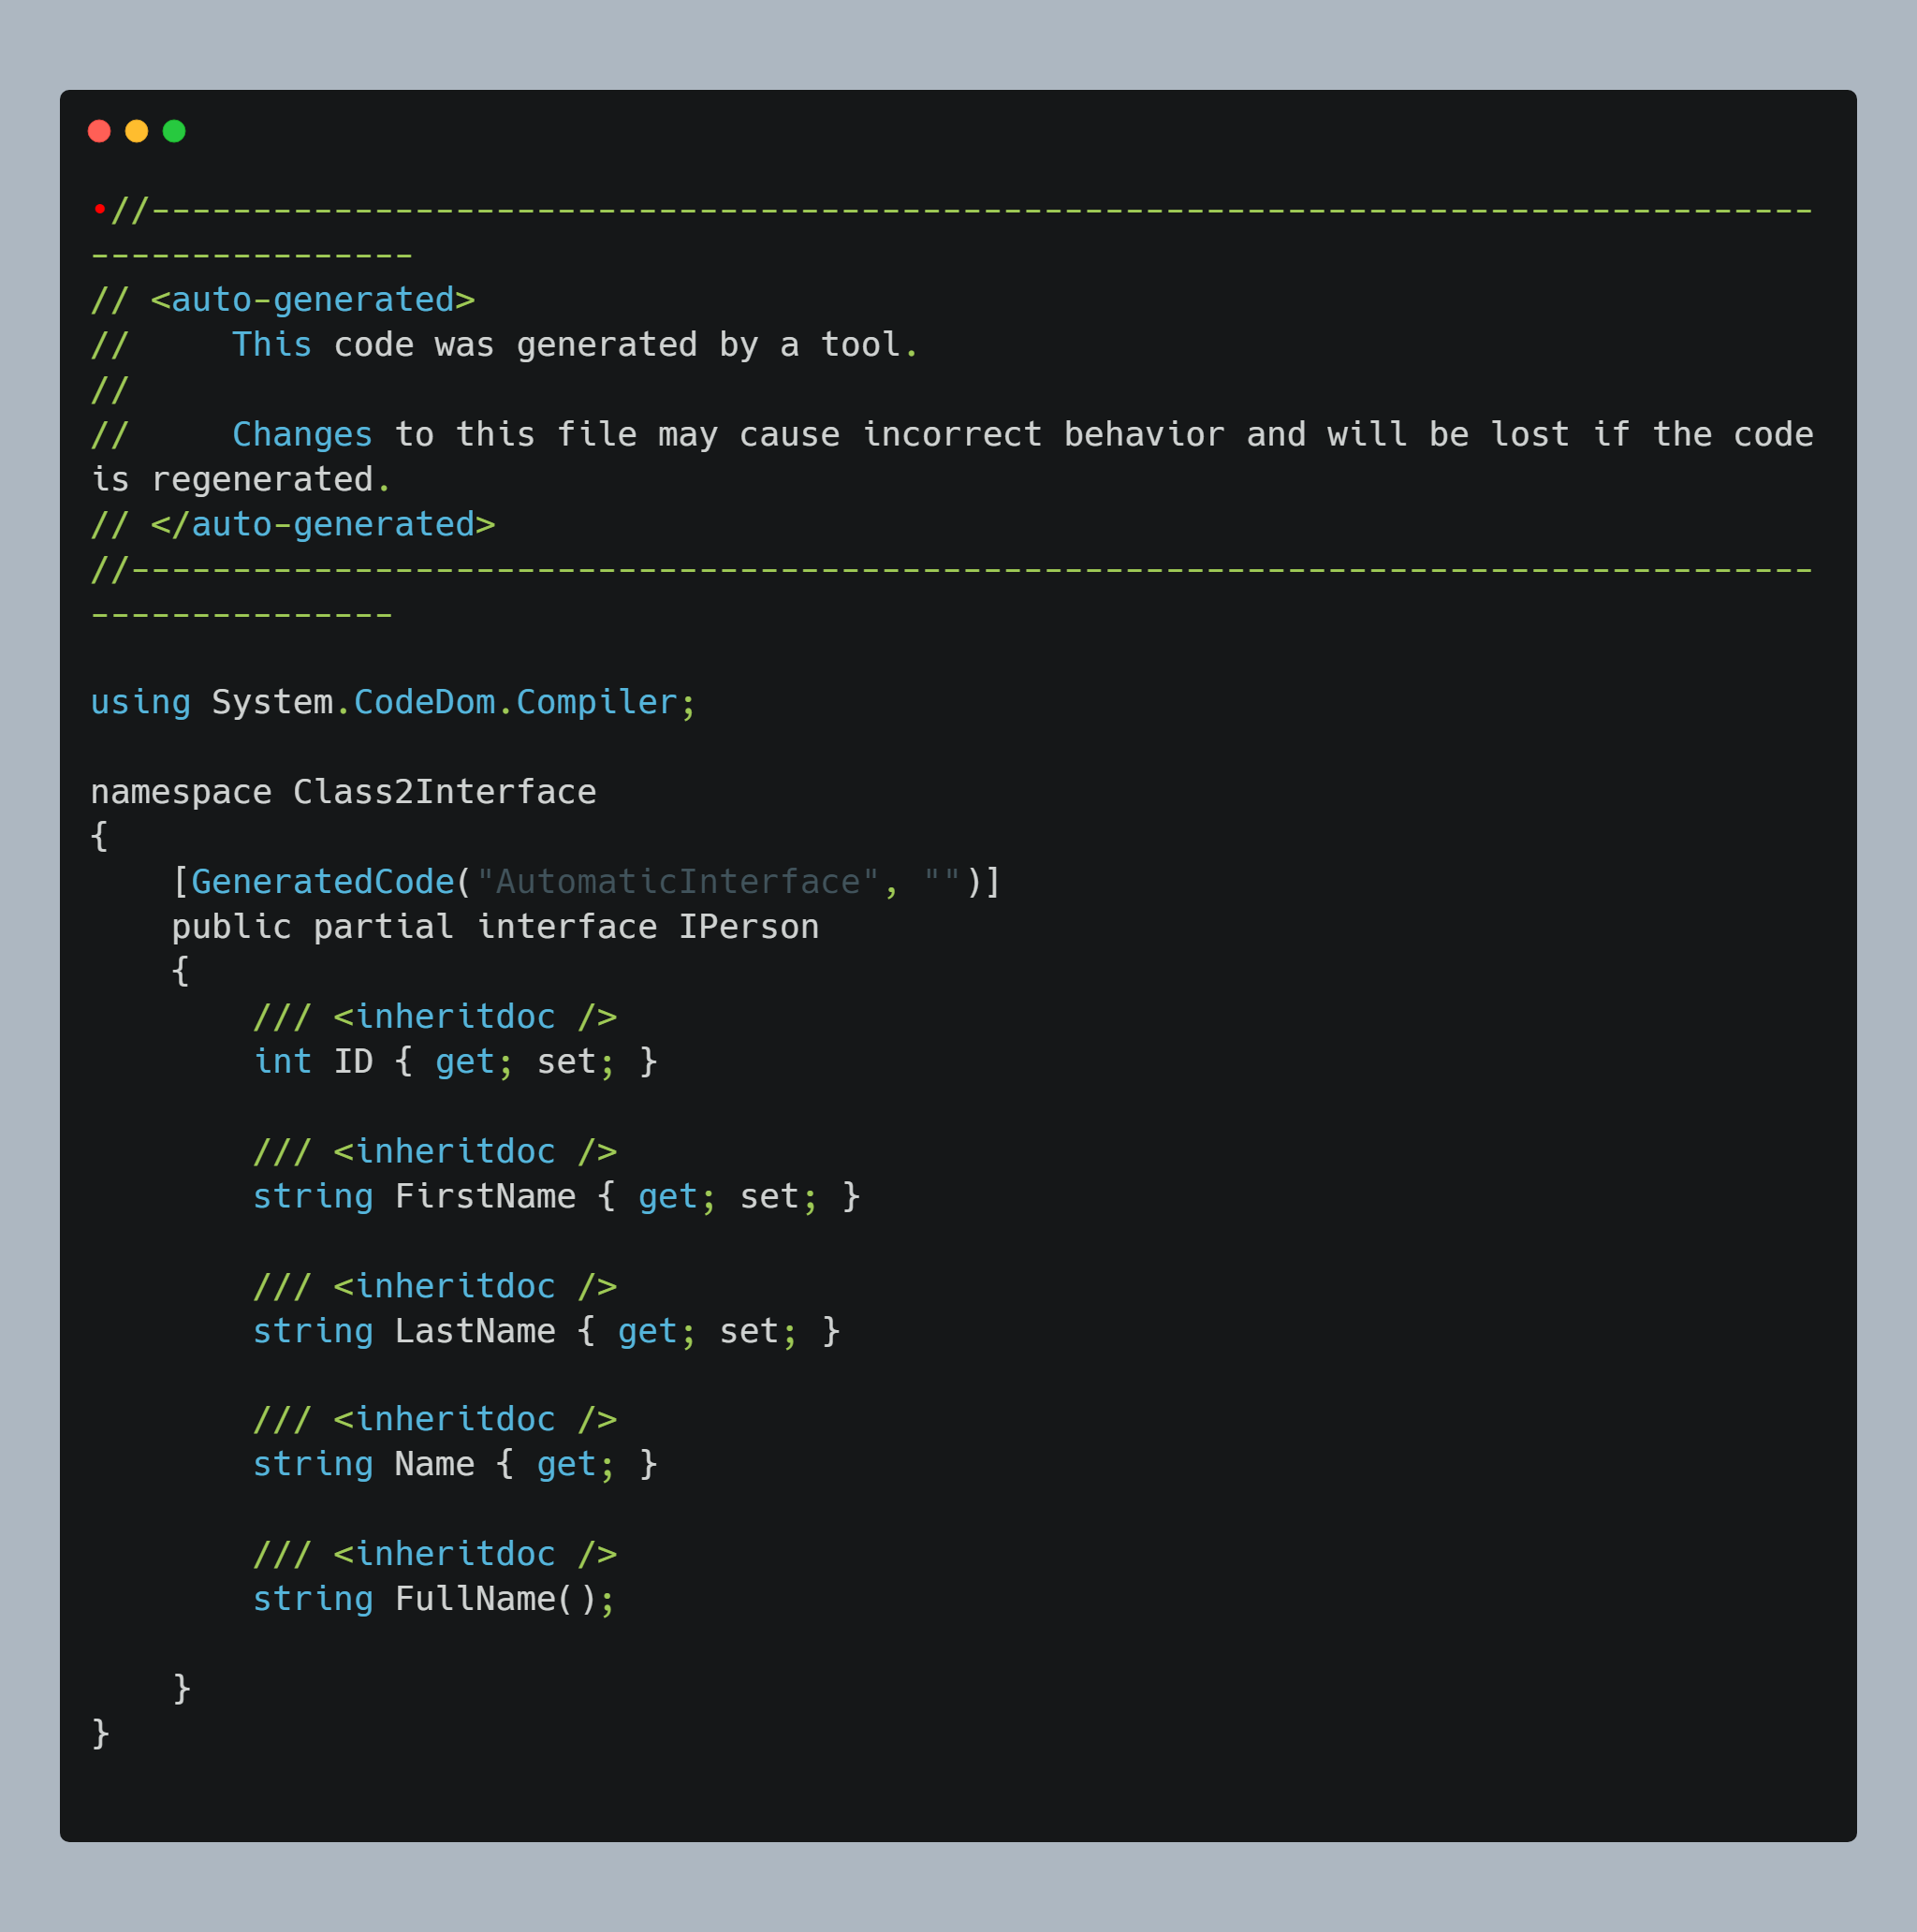 •//----------------------------------------------------------------------------------
----------------
// <auto-generated>
//     This code was generated by a tool.
//
//     Changes to this file may cause incorrect behavior and will be lost if the code
is regenerated.
// </auto-generated>
//-----------------------------------------------------------------------------------
---------------

using System.CodeDom.Compiler;

namespace Class2Interface
{
    [GeneratedCode("AutomaticInterface", "")]
    public partial interface IPerson
    {
        /// <inheritdoc />
        int ID { get; set; }

        /// <inheritdoc />
        string FirstName { get; set; }

        /// <inheritdoc />
        string LastName { get; set; }

        /// <inheritdoc />
        string Name { get; }

        /// <inheritdoc />
        string FullName();

    }
}